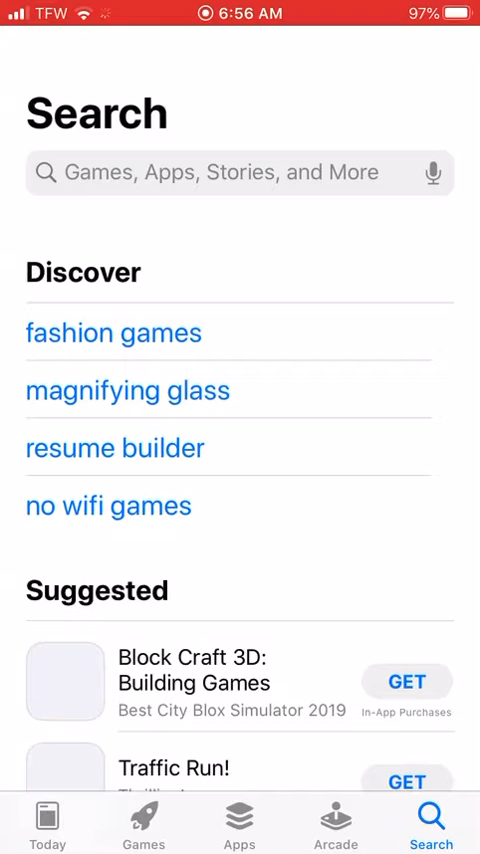 TFW 6:56 AM 97%
Search
Games, Apps, Stories, and More
Discover
fashion games
magnifying glass
resume builder
no wifi games
Suggested
Block Craft 3D:
Building Games
Best City Blox Simulator 2019
GET
In-App Purchases
Traffic Run!
GET
Today Games Apps Arcade Search